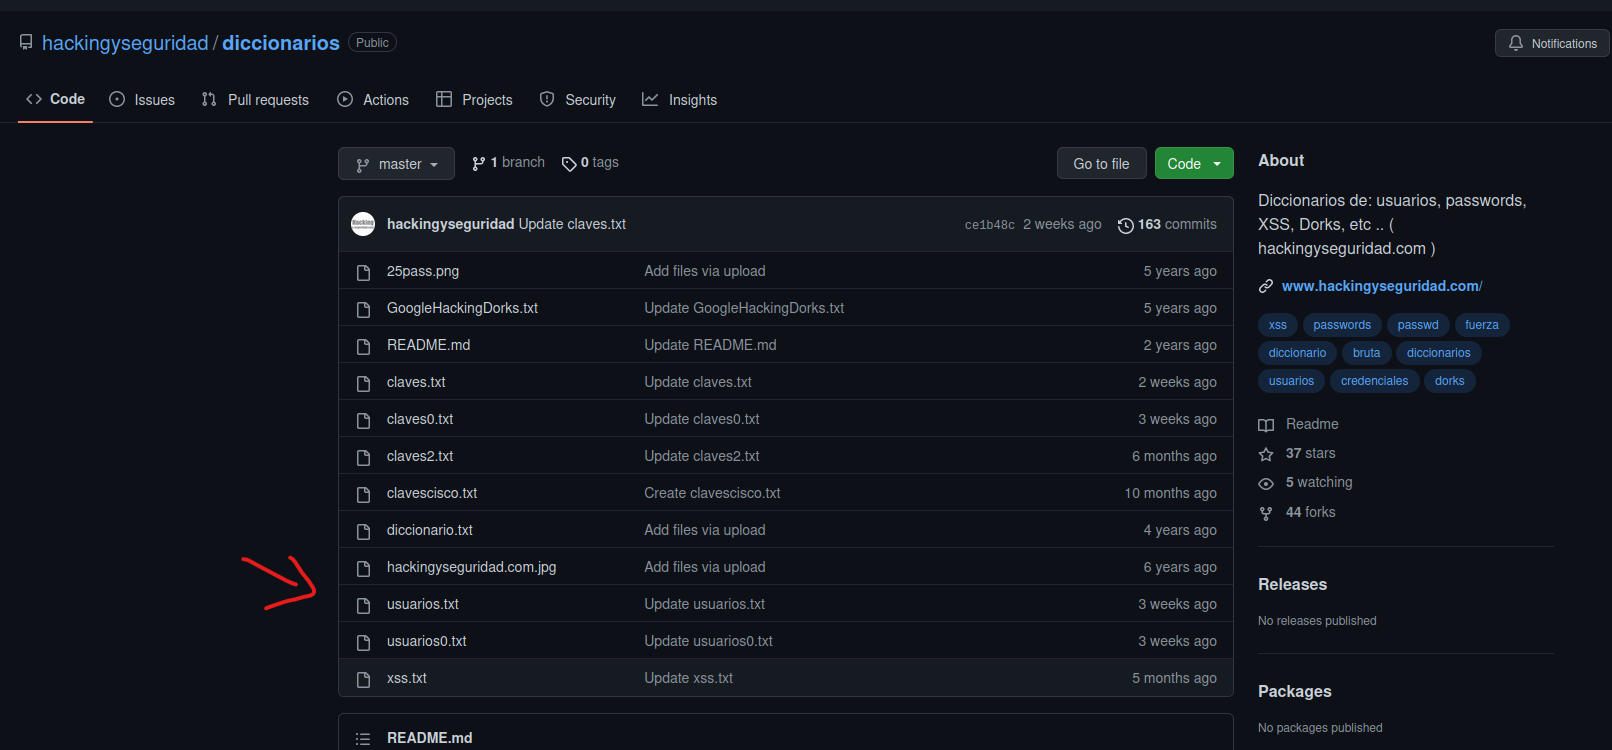 hackingyseguridad / diccionarios Public
Notifications
Code Issues Pull requests Actions Projects Security Insights
master 1 branch 0 tags Go to file Code
hackingyseguridad Update claves.txt ce1b48c 2 weeks ago 163 commits
25pass.png Add files via upload 5 years ago
GoogleHackingDorks.txt Update GoogleHackingDorks.txt 5 years ago
README.md Update README.md 2 years ago
claves.txt Update claves.txt 2 weeks ago
claves0.txt Update claves0.txt 3 weeks ago
claves2.txt Update claves2.txt 6 months ago
clavescisco.txt Create clavescisco.txt 10 months ago
diccionario.txt Add files via upload 4 years ago
hackingyseguridad.com.jpg Add files via upload 6 years ago
usuarios.txt Update usuarios.txt 3 weeks ago
usuarios0.txt Update usuarios0.txt 3 weeks ago
xss.txt Update xss.txt 5 months ago
README.md
About
Diccionarios de: usuarios, passwords,
XSS, Dorks, etc .. (
hackingyseguridad.com )
www.hackingyseguridad.com/
xss passwords passwd fuerza
diccionario bruta diccionarios
usuarios credenciales dorks
Readme
37 stars
5 watching
44 forks
Releases
No releases published
Packages
No packages published